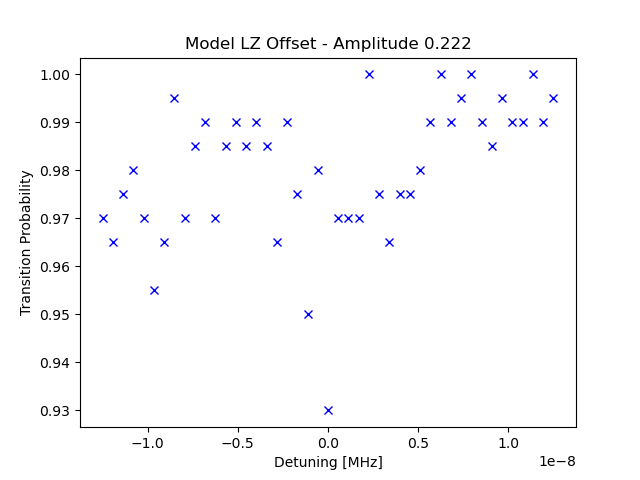 Model LZ Offset - Amplitude 0.222
1.00
0.99
0.98
0.97
0.96
0.95
0.94
0.93
Transition Probability
−1.0 −0.5 0.0 0.5 1.0
1e−8
Detuning [MHz]